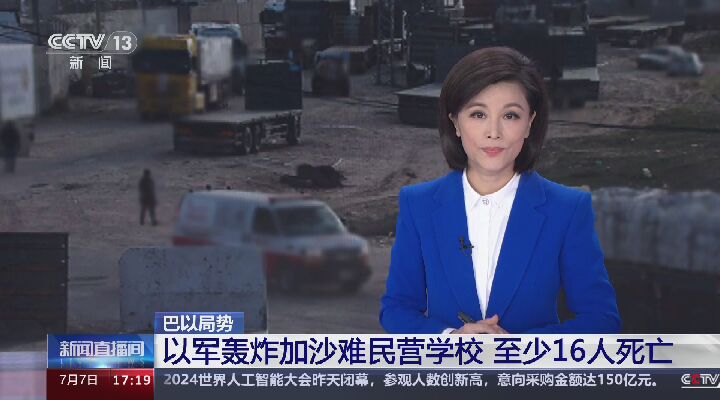 CCTV 13
新闻
巴以局势
以军轰炸加沙难民营学校 至少16人死亡
新闻直播间
7月7日 17:19 2024世界人工智能大会昨天闭幕，参观人数创新高，意向采购金额达150亿元。 CCTV